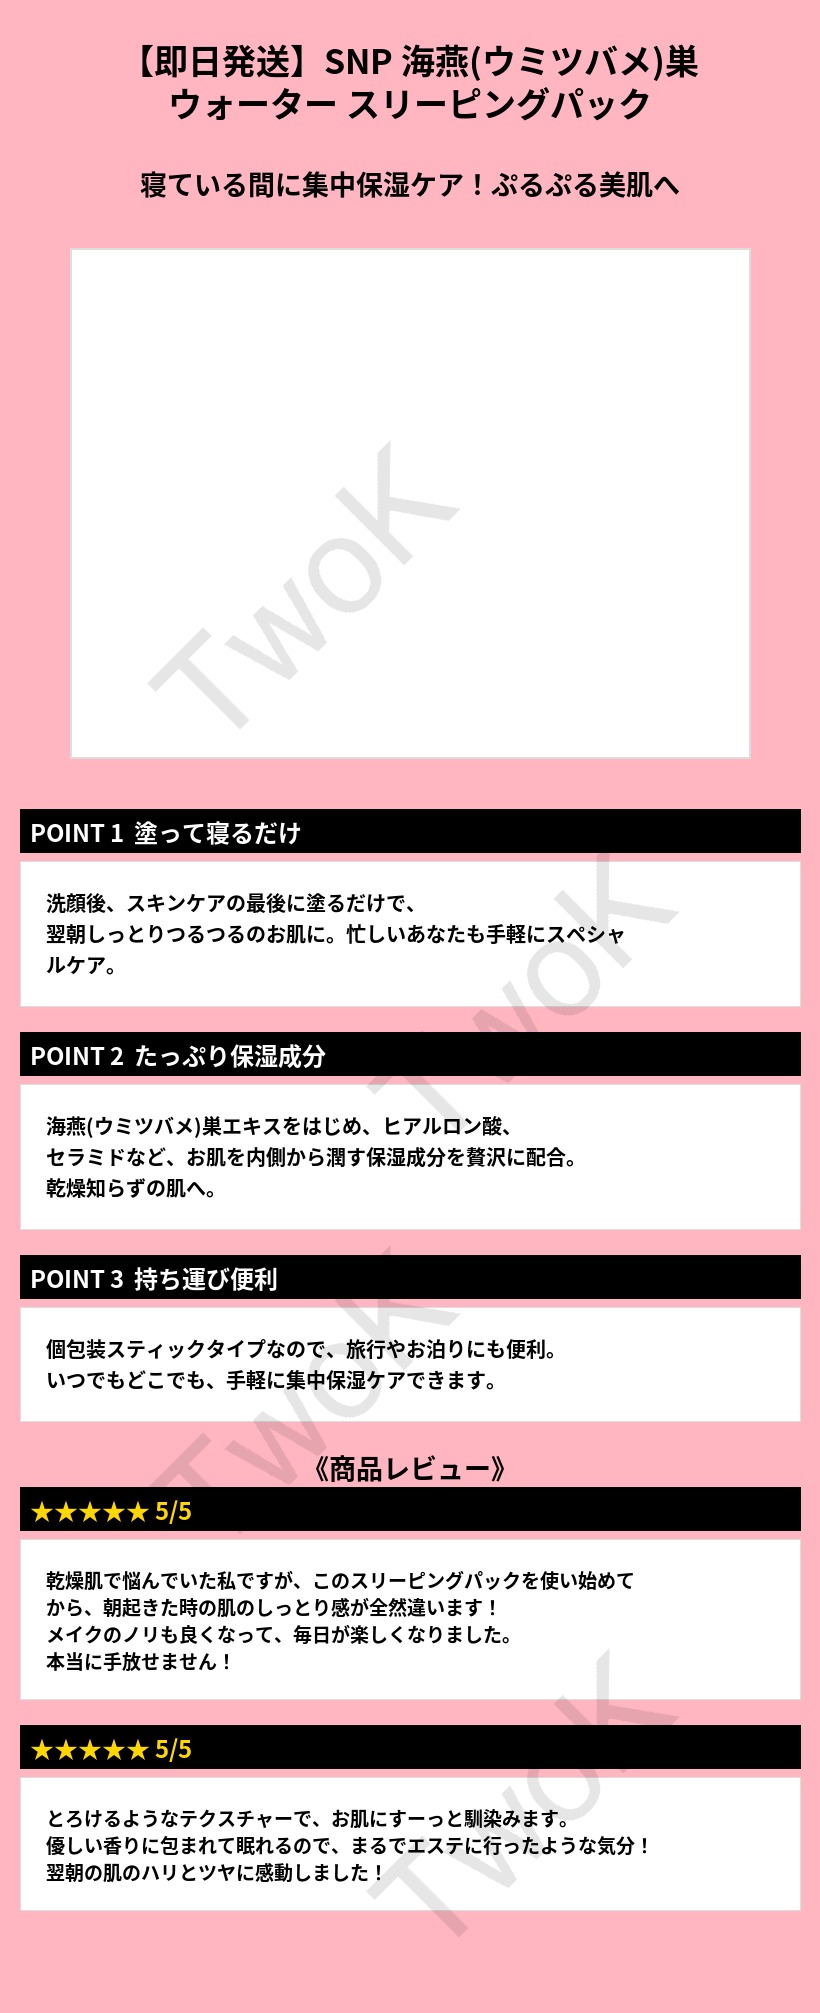 【即日発送】SNP 海燕(ウミツバメ)巣
ウォーター スリーピングパック
寝ている間に集中保湿ケア！ぷるぷる美肌へ
TwoK
POINT 1 塗って寝るだけ
洗顔後、スキンケアの最後に塗るだけで、
翌朝しっとりつるつるのお肌に。忙しいあなたも手軽にスペシャ
ルケア。
TwoK
POINT 2 たっぷり保湿成分
海燕(ウミツバメ)巣エキスをはじめ、ヒアルロン酸、
セラミドなど、お肌を内側から潤す保湿成分を贅沢に配合。
乾燥知らずの肌へ。
POINT 3 持ち運び便利
個包装スティックタイプなので、旅行やお泊りにも便利。
いつでもどこでも、手軽に集中保湿ケアできます。
TwoK
《商品レビュー》
★★★★★ 5/5
乾燥肌で悩んでいた私ですが、このスリーピングパックを使い始めて
から、朝起きた時の肌のしっとり感が全然違います！
メイクのノリも良くなって、毎日が楽しくなりました。
本当に手放せません！
★★★★★ 5/5
TwoK
とろけるようなテクスチャーで、お肌にすーっと馴染みます。
優しい香りに包まれて眠れるので、まるでエステに行ったような気分！
翌朝の肌のハリとツヤに感動しました！